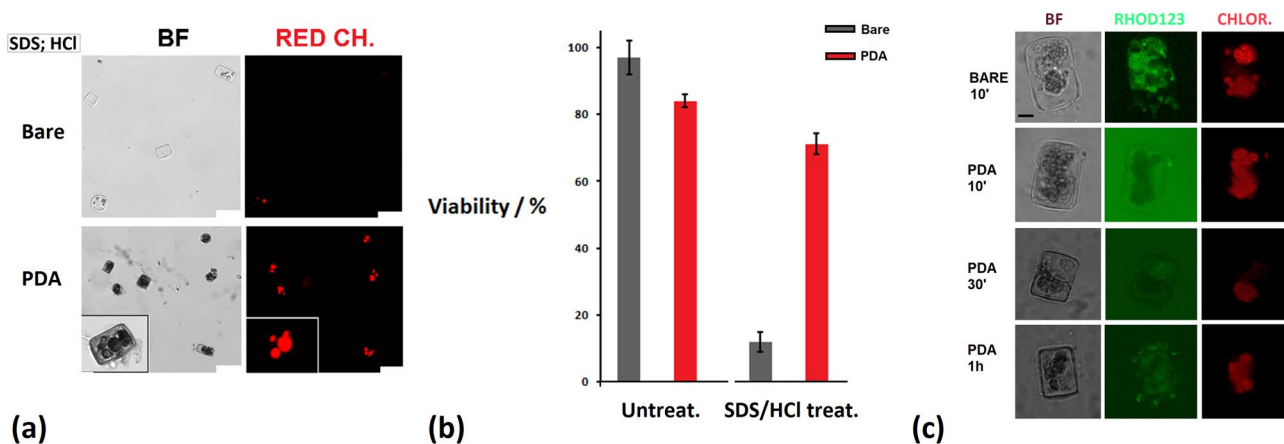 SDS; HCl
BF
RED CH.
Bare
PDA
(a)
Viability / %
100
80
60
40
20
0
Bare
PDA
Untreat.
SDS/HCl treat.
(b)
BF
RHOD123
CHLOR.
BARE
10'
PDA
10'
PDA
30'
PDA
1h
(c)